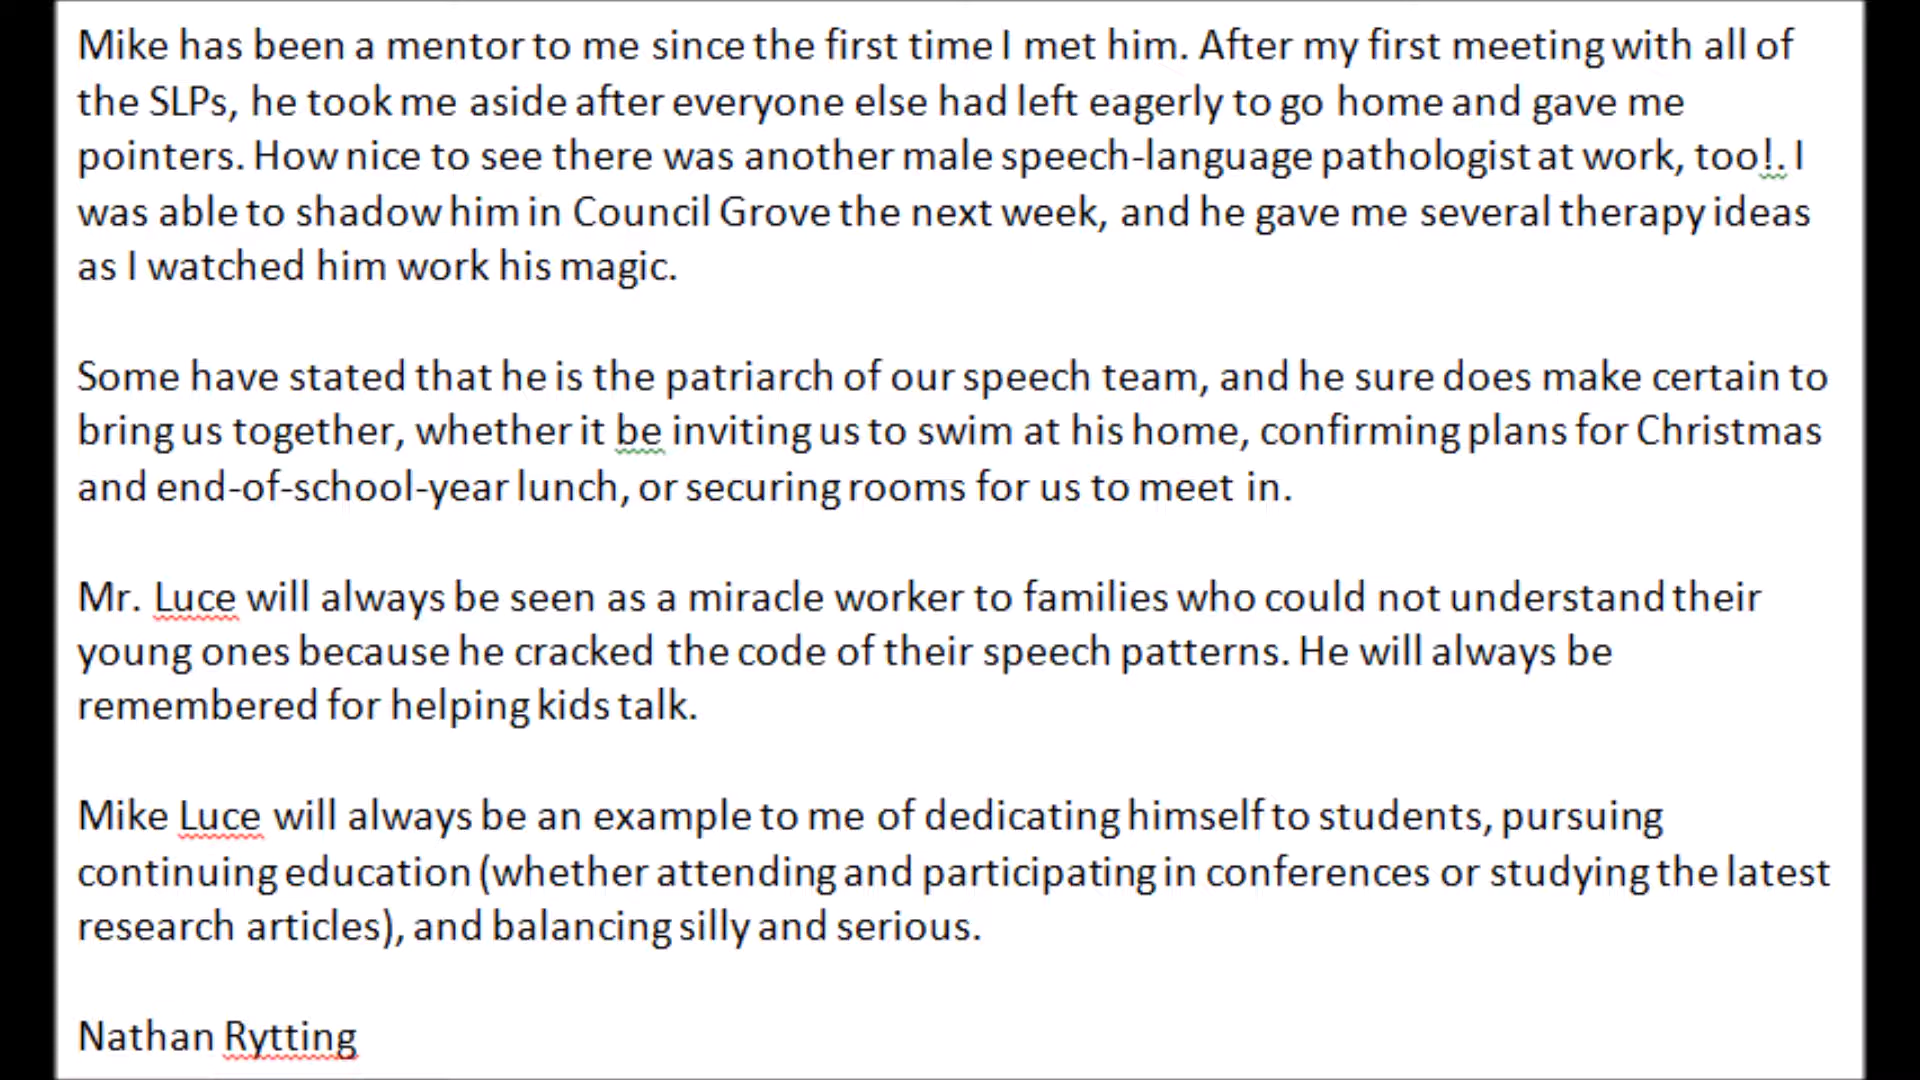 Mike has been a mentor to me since the first time I met him. After my first meeting with all of
the SLPs, he took me aside after everyone else had left eagerly to go home and gave me
pointers. How nice to see there was another male speech-language pathologist at work, too!. I
was able to shadow him in Council Grove the next week, and he gave me several therapy ideas
as I watched him work his magic.
Some have stated that he is the patriarch of our speech team, and he sure does make certain to
bring us together, whether it be inviting us to swim at his home, confirming plans for Christmas
and end-of-school-year lunch, or securing rooms for us to meet in.
Mr. Luce will always be seen as a miracle worker to families who could not understand their
young ones because he cracked the code of their speech patterns. He will always be
remembered for helping kids talk.
Mike Luce will always be an example to me of dedicating himself to students, pursuing
continuing education (whether attending and participating in conferences or studying the latest
research articles), and balancing silly and serious.
Nathan Rytting